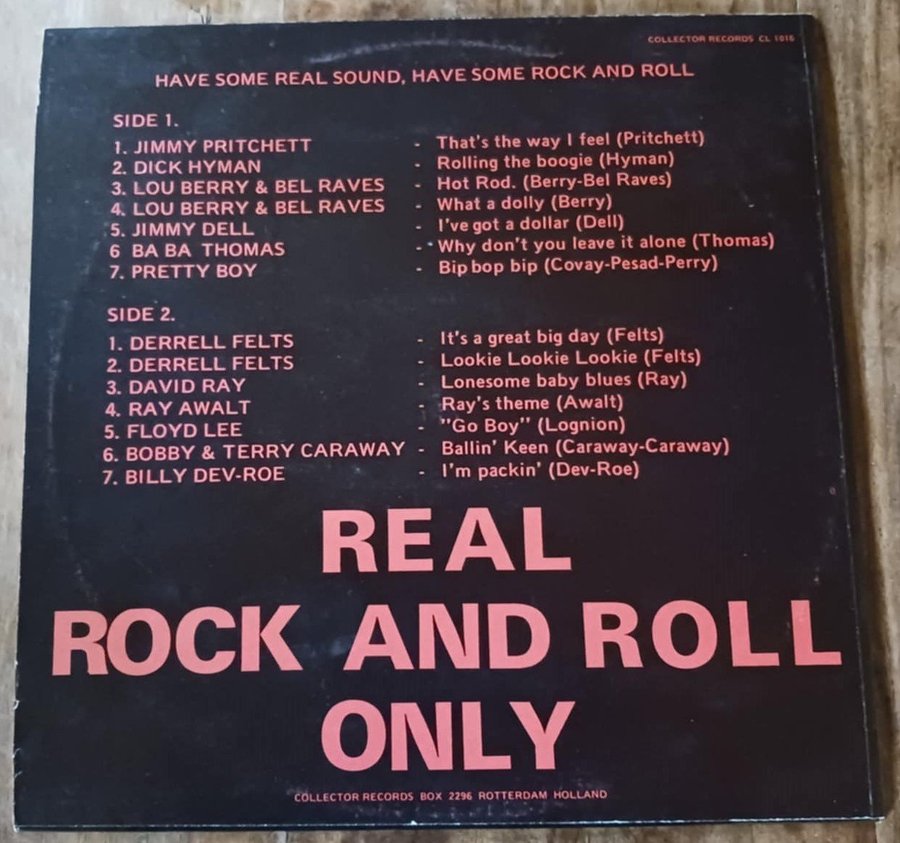 COLLECTOR RECORDS CL 1016
HAVE SOME REAL SOUND, HAVE SOME ROCK AND ROLL
SIDE 1.
1. JIMMY PRITCHETT - That's the way I feel (Pritchett)
2. DICK HYMAN - Rolling the boogie (Hyman)
3. LOU BERRY & BEL RAVES - Hot Rod. (Berry-Bel Raves)
4. LOU BERRY & BEL RAVES - What a dolly (Berry)
5. JIMMY DELL - I've got a dollar (Dell)
6 BA BA THOMAS - Why don't you leave it alone (Thomas)
7. PRETTY BOY - Bip bop bip (Covay-Pesad-Perry)
SIDE 2.
1. DERRELL FELTS - It's a great big day (Felts)
2. DERRELL FELTS - Lookie Lookie Lookie (Felts)
3. DAVID RAY - Lonesome baby blues (Ray)
4. RAY AWALT - Ray's theme (Awalt)
5. FLOYD LEE - "Go Boy" (Lognion)
6. BOBBY & TERRY CARAWAY - Ballin' Keen (Caraway-Caraway)
7. BILLY DEV-ROE - I'm packin' (Dev-Roe)
REAL
ROCK AND ROLL
ONLY
COLLECTOR RECORDS BOX 2296 ROTTERDAM HOLLAND